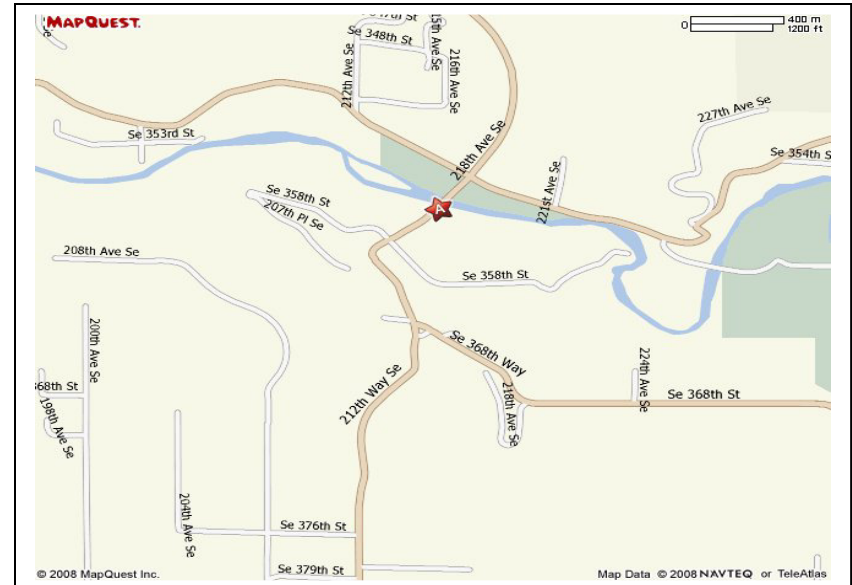 MAPQUEST.
0 400 m
1200 ft
Se 348th St
216th Ave Se
212th Ave Se
218th Ave Se
227th Ave Se
Se 353rd St
Se 354th S
221st Ave Se
Se 358th St
207th Pl Se
208th Ave Se
Se 358th St
A
200th Ave Se
Se 368th Way
224th Ave Se
368th St
Se 368th St
198th Ave Se
212th Way Se
218th Ave Se
204th Ave Se
Se 376th St
Se 379th St
© 2008 MapQuest Inc.
Map Data © 2008 NAVTEQ or TeleAtlas